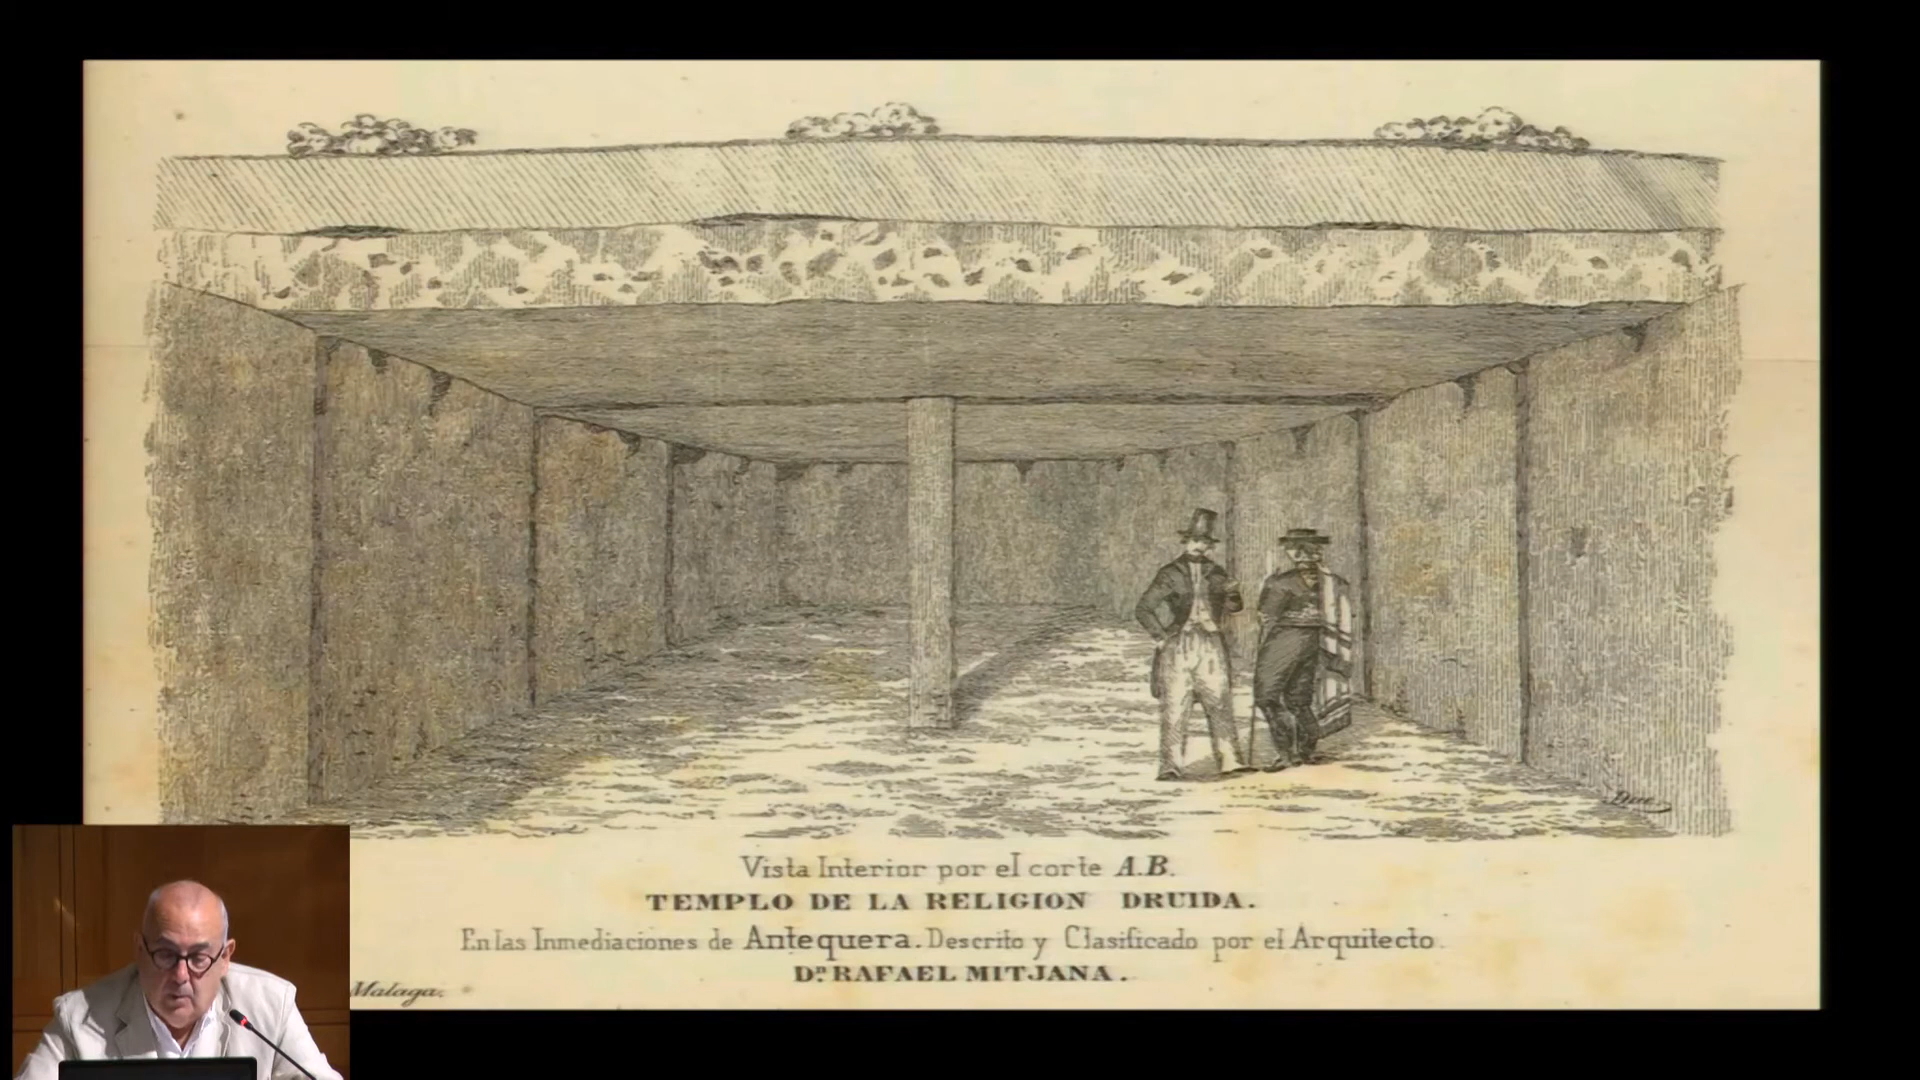 Vista Interior por el corte A.B.
TEMPLO DE LA RELIGION DRUIDA.
En las Inmediaciones de Antequera. Descrito y Clasificado por el Arquitecto.
Dn. RAFAEL MITJANA.
Malaga.